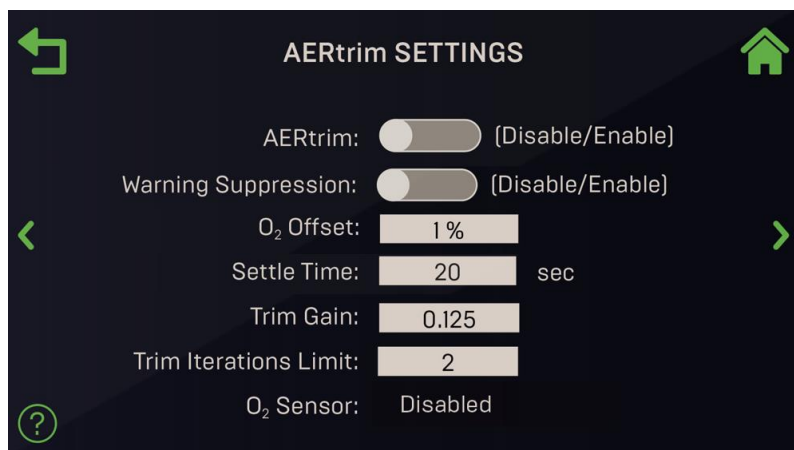 AERtrim SETTINGS
AERtrim: (Disable/Enable)
Warning Suppression: (Disable/Enable)
O₂ Offset: 1 %
Settle Time: 20 sec
Trim Gain: 0.125
Trim Iterations Limit: 2
O₂ Sensor: Disabled
?